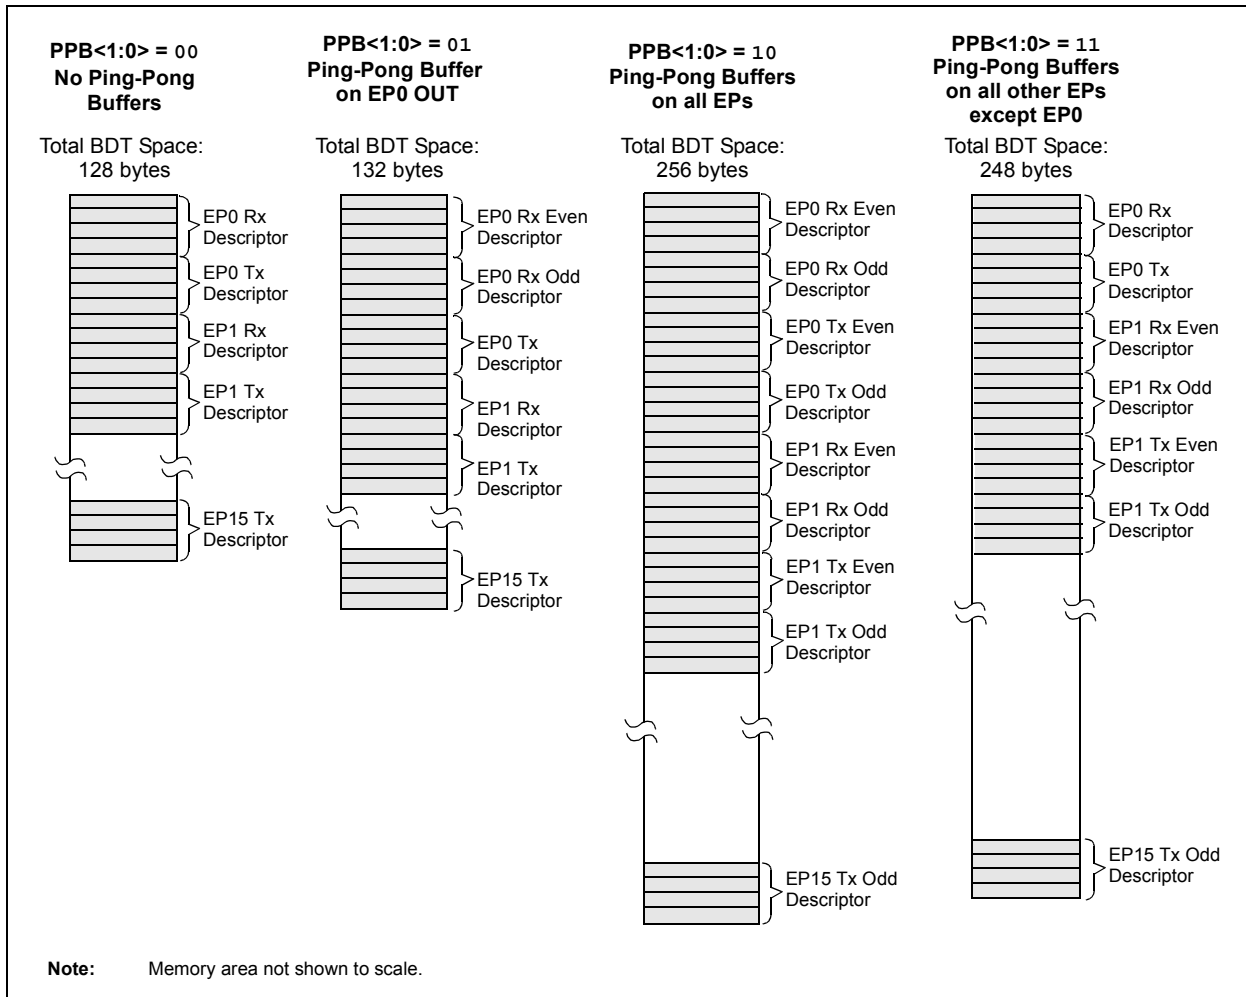 PPB<1:0> = 00
No Ping-Pong
Buffers
Total BDT Space:
128 bytes
EP0 Rx
Descriptor
EP0 Tx
Descriptor
EP1 Rx
Descriptor
EP1 Tx
Descriptor
EP15 Tx
Descriptor
PPB<1:0> = 01
Ping-Pong Buffer
on EP0 OUT
Total BDT Space:
132 bytes
EP0 Rx Even
Descriptor
EP0 Rx Odd
Descriptor
EP0 Tx
Descriptor
EP1 Rx
Descriptor
EP1 Tx
Descriptor
EP15 Tx
Descriptor
PPB<1:0> = 10
Ping-Pong Buffers
on all EPs
Total BDT Space:
256 bytes
EP0 Rx Even
Descriptor
EP0 Rx Odd
Descriptor
EP0 Tx Even
Descriptor
EP0 Tx Odd
Descriptor
EP1 Rx Even
Descriptor
EP1 Rx Odd
Descriptor
EP1 Tx Even
Descriptor
EP1 Tx Odd
Descriptor
EP15 Tx Odd
Descriptor
PPB<1:0> = 11
Ping-Pong Buffers
on all other EPs
except EP0
Total BDT Space:
248 bytes
EP0 Rx
Descriptor
EP0 Tx
Descriptor
EP1 Rx Even
Descriptor
EP1 Rx Odd
Descriptor
EP1 Tx Even
Descriptor
EP1 Tx Odd
Descriptor
EP15 Tx Odd
Descriptor
Note: Memory area not shown to scale.